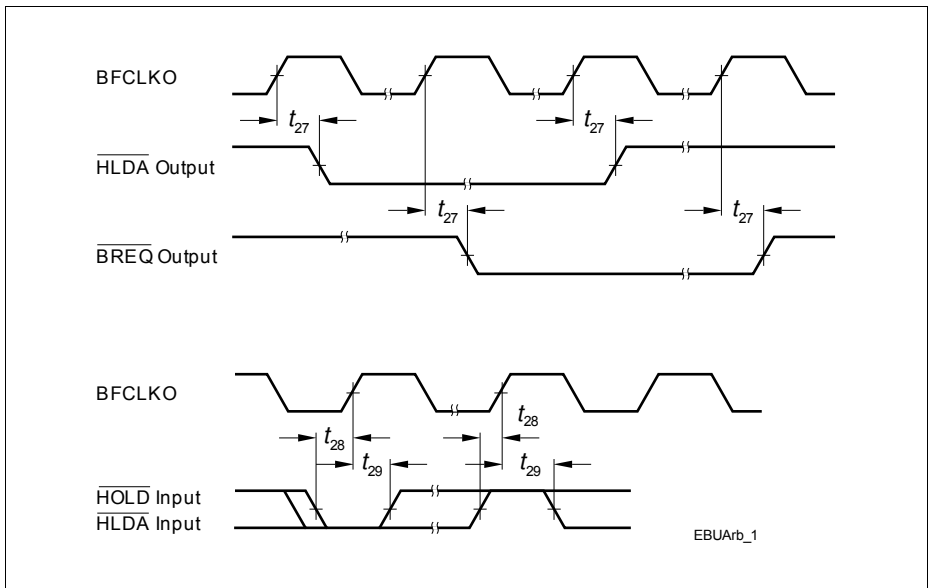 BFCLKO
t27 t27
HLDA Output
t27 t27
BREQ Output
BFCLKO
t28
t28
t29 t29
HOLD Input
HLDA Input
EBUArb_1